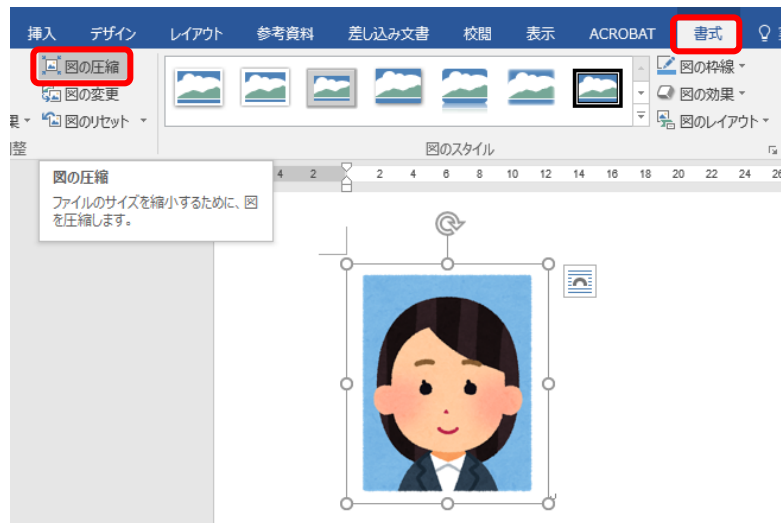 挿入 デザイン レイアウト 参考資料 差し込み文書 校閲 表示 ACROBAT 書式
図の圧縮
図の変更
果 図のリセット
図の枠線
図の効果
図のレイアウト
整 図のスタイル
4 2 2 4 6 8 10 12 14 16 18 20 22 24 26
図の圧縮
ファイルのサイズを縮小するために、図
を圧縮します。